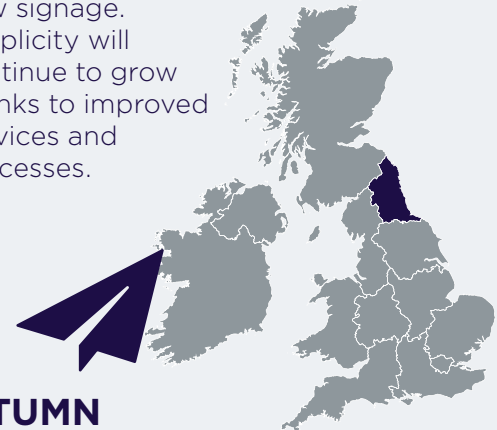 w signage.
plicity will
tinue to grow
nks to improved
vices and
cesses.
TUMN